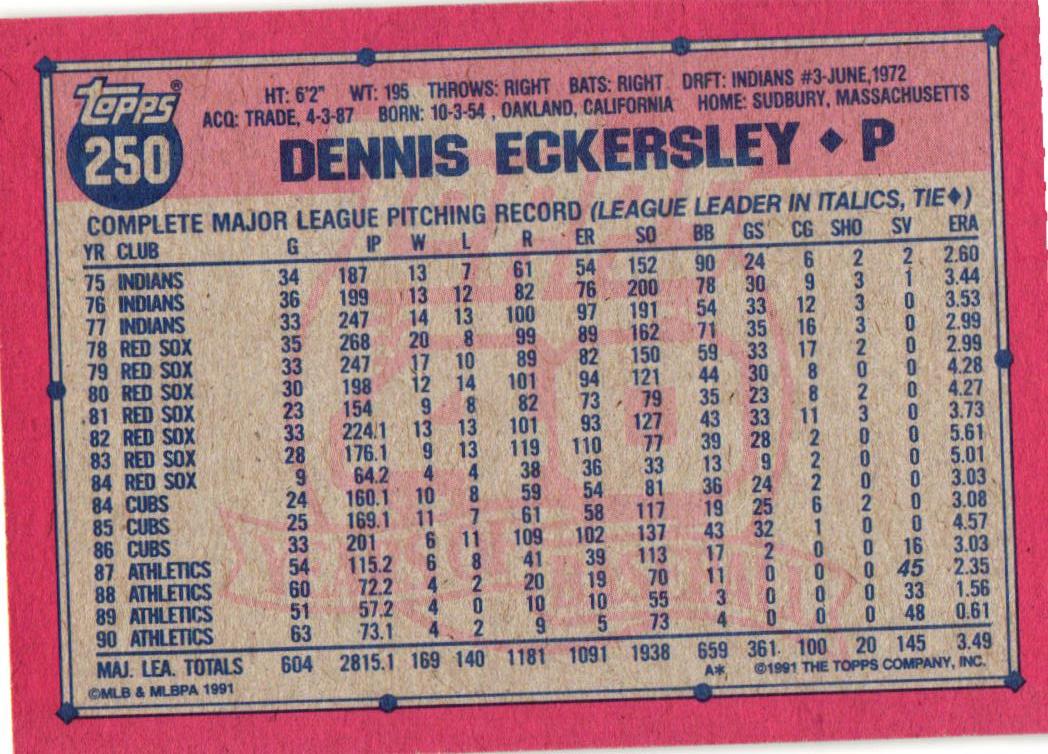 TOPPS®
250
HT: 6'2" WT: 195 THROWS: RIGHT BATS: RIGHT DRFT: INDIANS #3-JUNE,1972
ACQ: TRADE, 4-3-87 BORN: 10-3-54 , OAKLAND, CALIFORNIA HOME: SUDBURY, MASSACHUSETTS
DENNIS ECKERSLEY ◆ P
COMPLETE MAJOR LEAGUE PITCHING RECORD (LEAGUE LEADER IN ITALICS, TIE◆)
YR CLUB G IP W L R ER SO BB GS CG SHO SV ERA
75 INDIANS 34 187 13 7 61 54 152 90 24 6 2 2 2.60
76 INDIANS 36 199 13 12 82 76 200 78 30 9 3 1 3.44
77 INDIANS 33 247 14 13 100 97 191 54 33 12 3 0 3.53
78 RED SOX 35 268 20 8 99 89 162 71 35 16 3 0 2.99
79 RED SOX 33 247 17 10 89 82 150 59 33 17 2 0 2.99
80 RED SOX 30 198 12 14 101 94 121 44 30 8 0 0 4.28
81 RED SOX 23 154 9 8 82 73 79 35 23 8 2 0 4.27
82 RED SOX 33 224.1 13 13 101 93 127 43 33 11 3 0 3.73
83 RED SOX 28 176.1 9 13 119 110 77 39 28 2 0 0 5.61
84 RED SOX 9 64.2 4 4 38 36 33 13 9 2 0 0 5.01
84 CUBS 24 160.1 10 8 59 54 81 36 24 2 0 0 3.03
85 CUBS 25 169.1 11 7 61 58 117 19 25 6 2 0 3.08
86 CUBS 33 201 6 11 109 102 137 43 32 1 0 0 4.57
87 ATHLETICS 54 115.2 6 8 41 39 113 17 2 0 0 16 3.03
88 ATHLETICS 60 72.2 4 2 20 19 70 11 0 0 0 45 2.35
89 ATHLETICS 51 57.2 4 0 10 10 55 3 0 0 0 33 1.56
90 ATHLETICS 63 73.1 4 2 9 5 73 4 0 0 0 48 0.61
MAJ. LEA. TOTALS 604 2815.1 169 140 1181 1091 1938 659 361 100 20 145 3.49
©MLB & MLBPA 1991 A* ©1991 THE TOPPS COMPANY, INC.